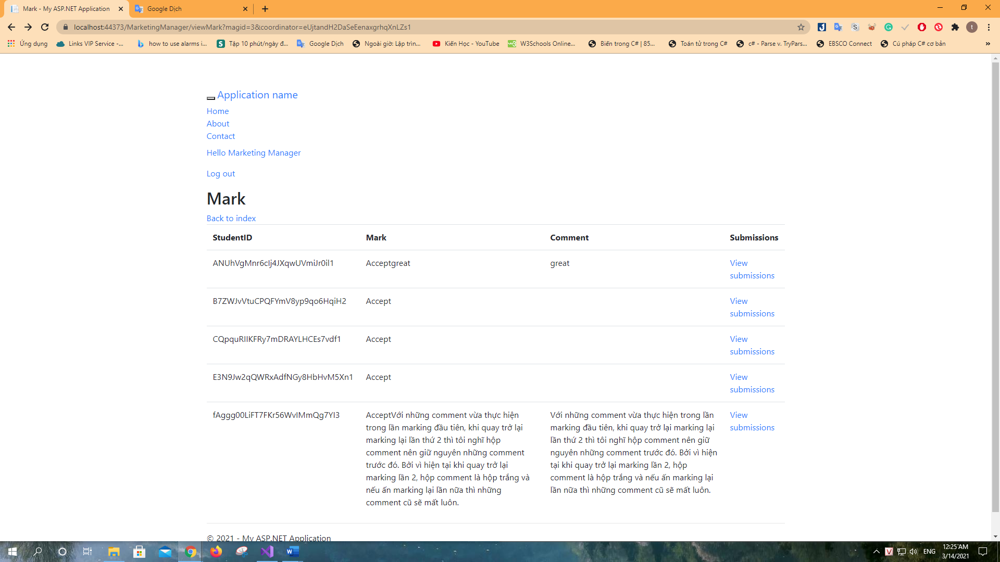 Mark - My ASP.NET Application
Google Dịch
localhost:44373/MarketingManager/viewMark?magid=3&coordinator=eUjtandH2DaSeEenaxgrhqXnLZs1
t
Ứng dụng
Links VIP Service -...
how to use alarms i...
Tập 10 phút/ngày đ...
Google Dịch
Ngoài giờ: Lập trìn...
Kiến Học - YouTube
W3Schools Online...
Biến trong C# | 85...
Toán tử trong C#
c# - Parse v. TryPars...
EBSCO Connect
Cú pháp C# cơ bản
»
Application name
Home
About
Contact
Hello Marketing Manager
Log out
Mark
Back to index
StudentID Mark Comment Submissions
ANUhVgMnr6cIj4JXqwUVmiJr0il1 Acceptgreat great View
submissions
B7ZWJvVtuCPQFYmV8yp9qo6HqiH2 Accept View
submissions
CQpquRIIKFRy7mDRAYLHCEs7vdf1 Accept View
submissions
E3N9Jw2qQWRxAdfNGy8HbHvM5Xn1 Accept View
submissions
fAggg00LiFT7FKr56WvIMmQg7YI3
AcceptVới những comment vừa thực hiện
trong lần marking đầu tiên, khi quay trở lại
marking lại lần thứ 2 thì tôi nghĩ hộp
comment nên giữ nguyên những comment
trước đó. Bởi vì hiện tại khi quay trở lại
marking lần 2, hộp comment là hộp trắng và
nếu ấn marking lại lần nữa thì những
comment cũ sẽ mất luôn.
Với những comment vừa thực hiện trong lần
marking đầu tiên, khi quay trở lại marking lại
lần thứ 2 thì tôi nghĩ hộp comment nên giữ
nguyên những comment trước đó. Bởi vì hiện
tại khi quay trở lại marking lần 2, hộp
comment là hộp trắng và nếu ấn marking lại
lần nữa thì những comment cũ sẽ mất luôn.
View
submissions
© 2021 - My ASP.NET Application
ENG
12:25 AM
3/14/2021